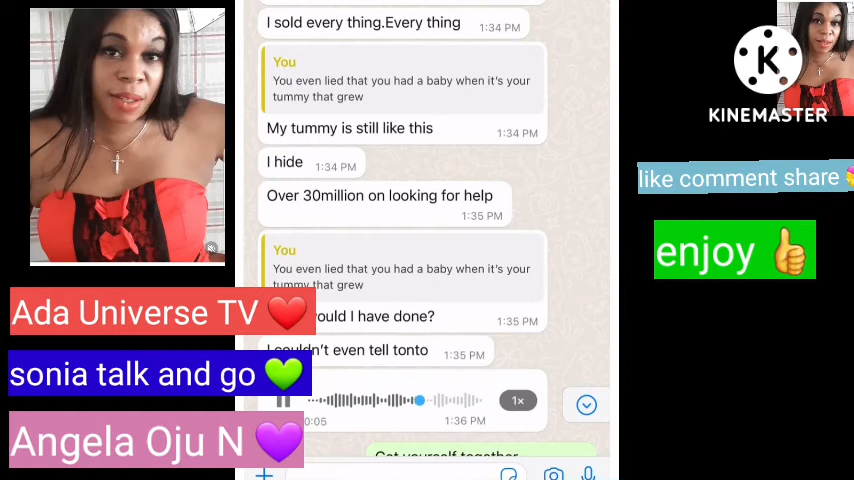 I sold every thing.Every thing
1:34 PM
You
You even lied that you had a baby when it's your
tummy that grew
My tummy is still like this
1:34 PM
I hide
1:34 PM
Over 30million on looking for help
1:35 PM
You
You even lied that you had a baby when it's your
tummy that grew
would I have done?
1:35 PM
I couldn't even tell tonto
1:35 PM
0:05
1:36 PM
1×
Get yourself together
Ada Universe TV ❤️
sonia talk and go 💚
Angela Oju N 💜
K
KINEMASTER
like comment share
enjoy 👍